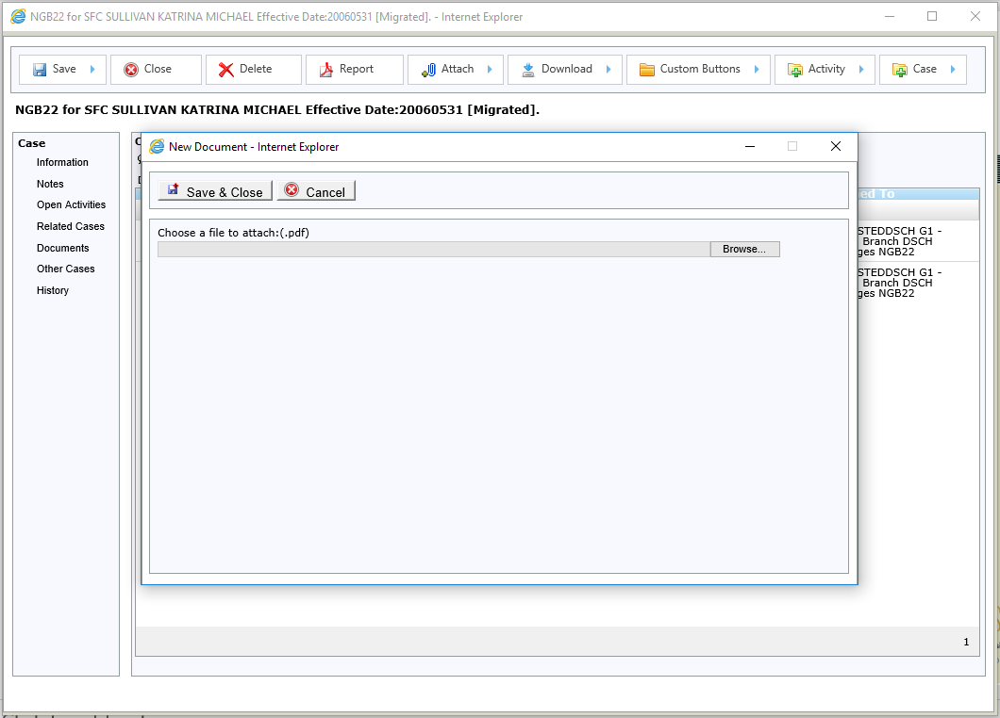 NGB22 for SFC SULLIVAN KATRINA MICHAEL Effective Date:20060531 [Migrated]. - Internet Explorer
Save Close Delete Report Attach Download Custom Buttons Activity Case
NGB22 for SFC SULLIVAN KATRINA MICHAEL Effective Date:20060531 [Migrated].
Case
Information
Notes
Open Activities
Related Cases
Documents
Other Cases
History
New Document - Internet Explorer
Save & Close Cancel
Choose a file to attach:(.pdf)
Browse...
ed To
STEDDSCH G1 -
Branch DSCH
ges NGB22
STEDDSCH G1 -
Branch DSCH
ges NGB22
1